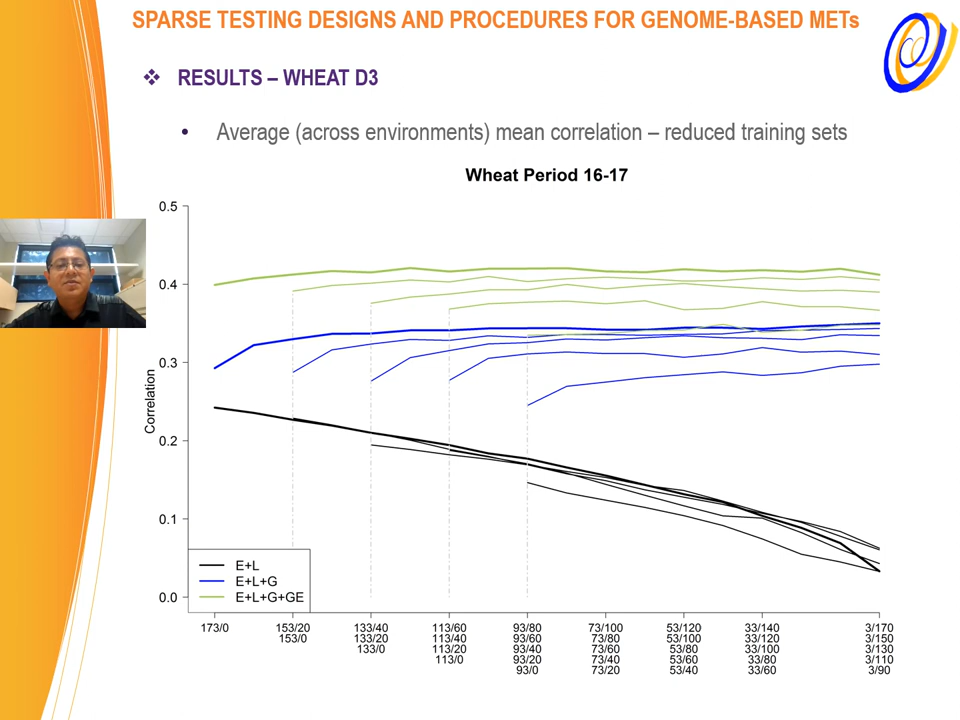 SPARSE TESTING DESIGNS AND PROCEDURES FOR GENOME-BASED METs
❖ RESULTS – WHEAT D3
• Average (across environments) mean correlation – reduced training sets
Wheat Period 16-17
Correlation
0.5
0.4
0.3
0.2
0.1
0.0
E+L
E+L+G
E+L+G+GE
173/0 153/20 133/40 113/60 93/80 73/100 53/120 33/140 3/170
153/0 133/20 113/40 93/60 73/80 53/100 33/120 3/150
133/0 113/20 93/40 73/60 53/80 33/100 3/130
113/0 93/20 73/40 53/60 33/80 3/110
93/0 73/20 53/40 33/60 3/90